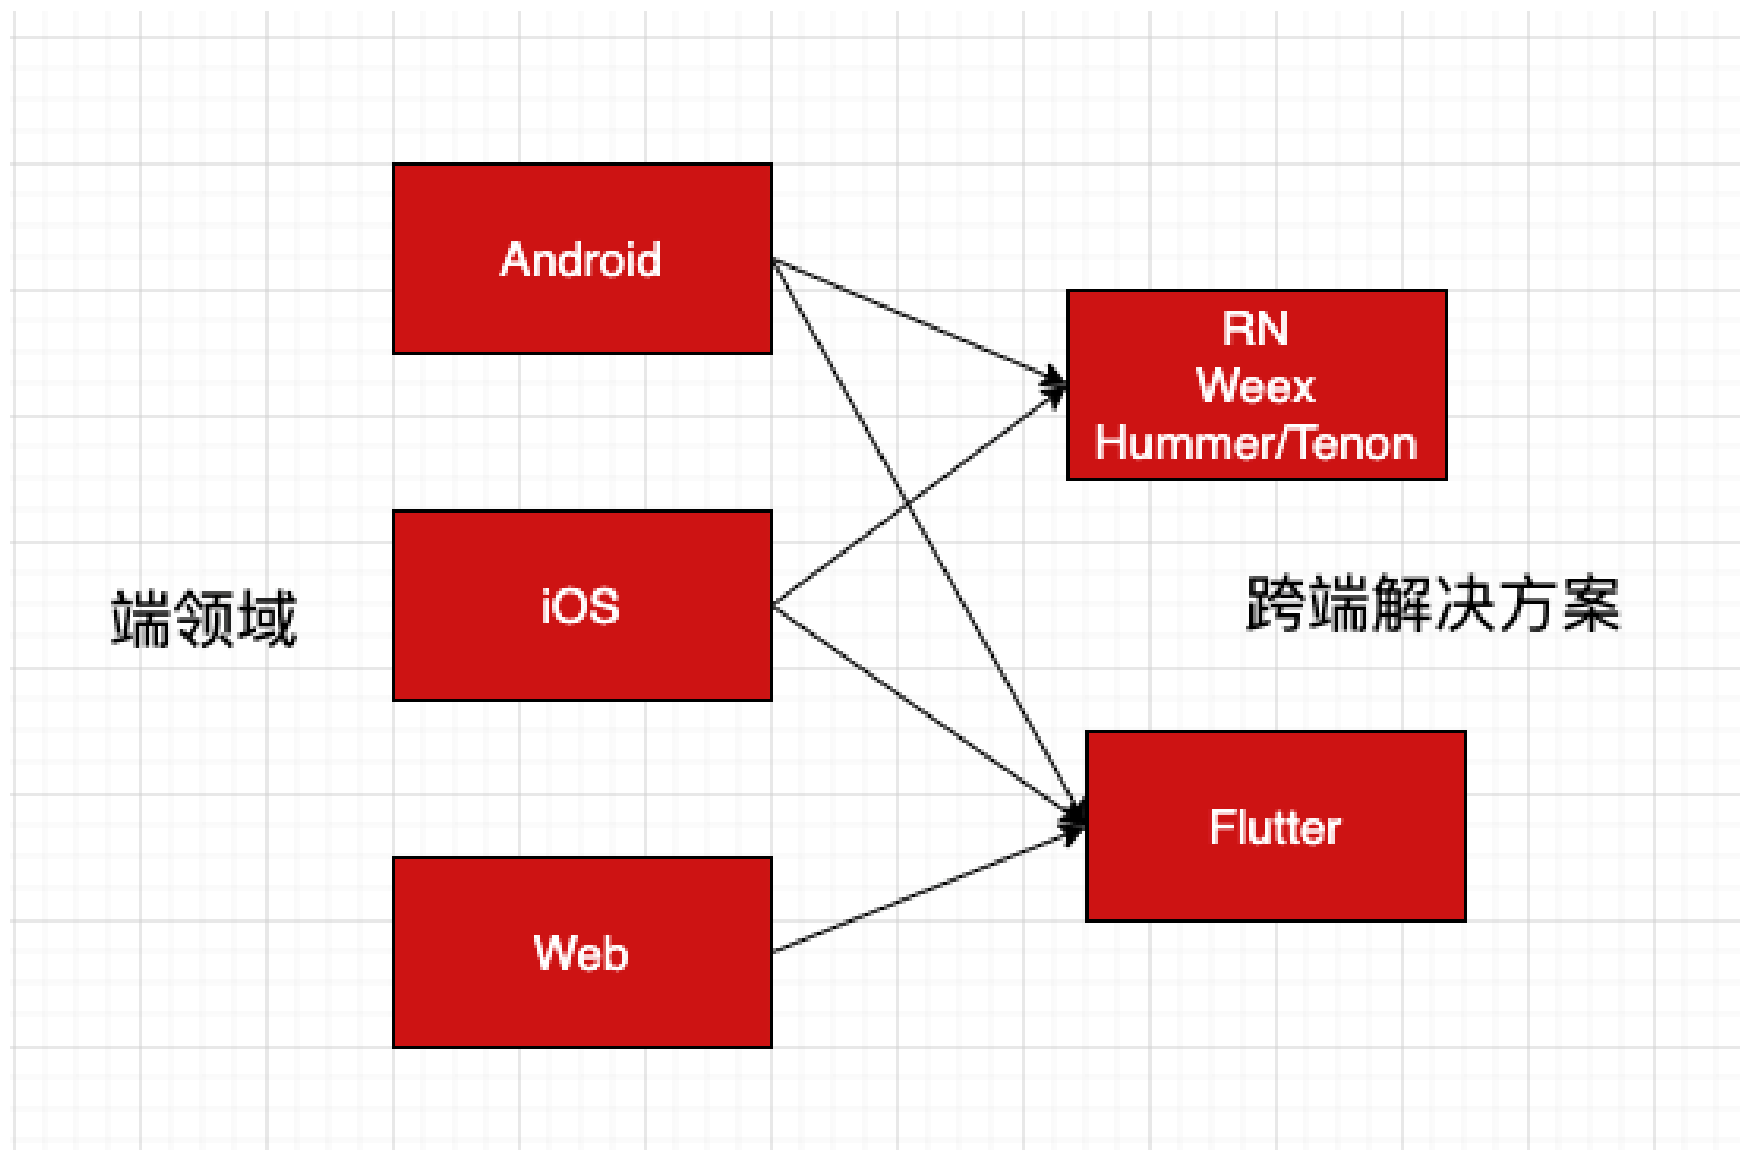 Android
RN
Weex
Hummer/Tenon
端领域
iOS
跨端解决方案
Flutter
Web